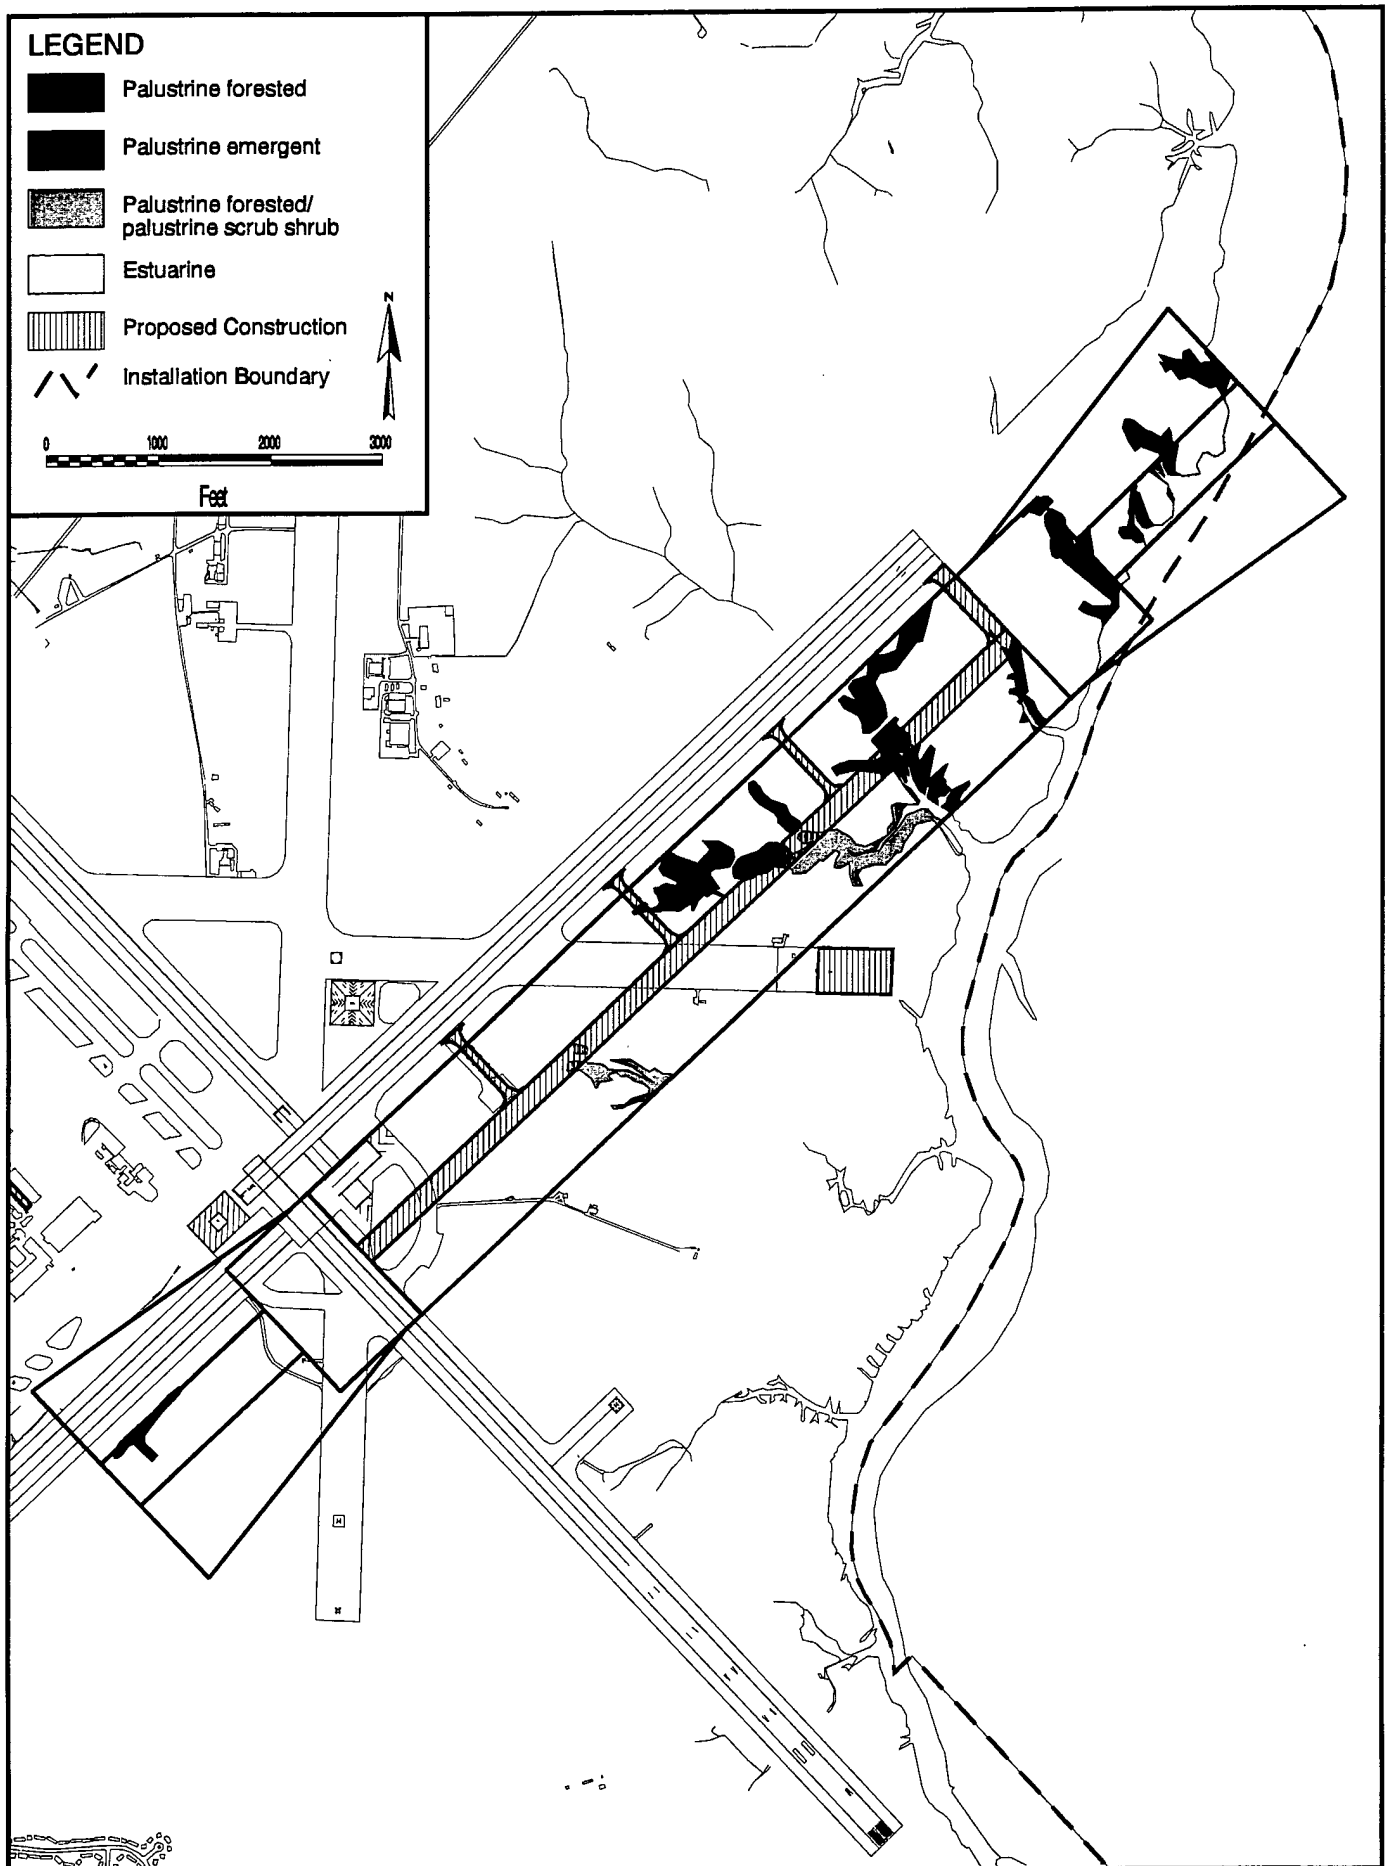 LEGEND
Palustrine forested
Palustrine emergent
Palustrine forested/
palustrine scrub shrub
Estuarine
Proposed Construction
Installation Boundary
N
0 1000 2000 3000
Feet